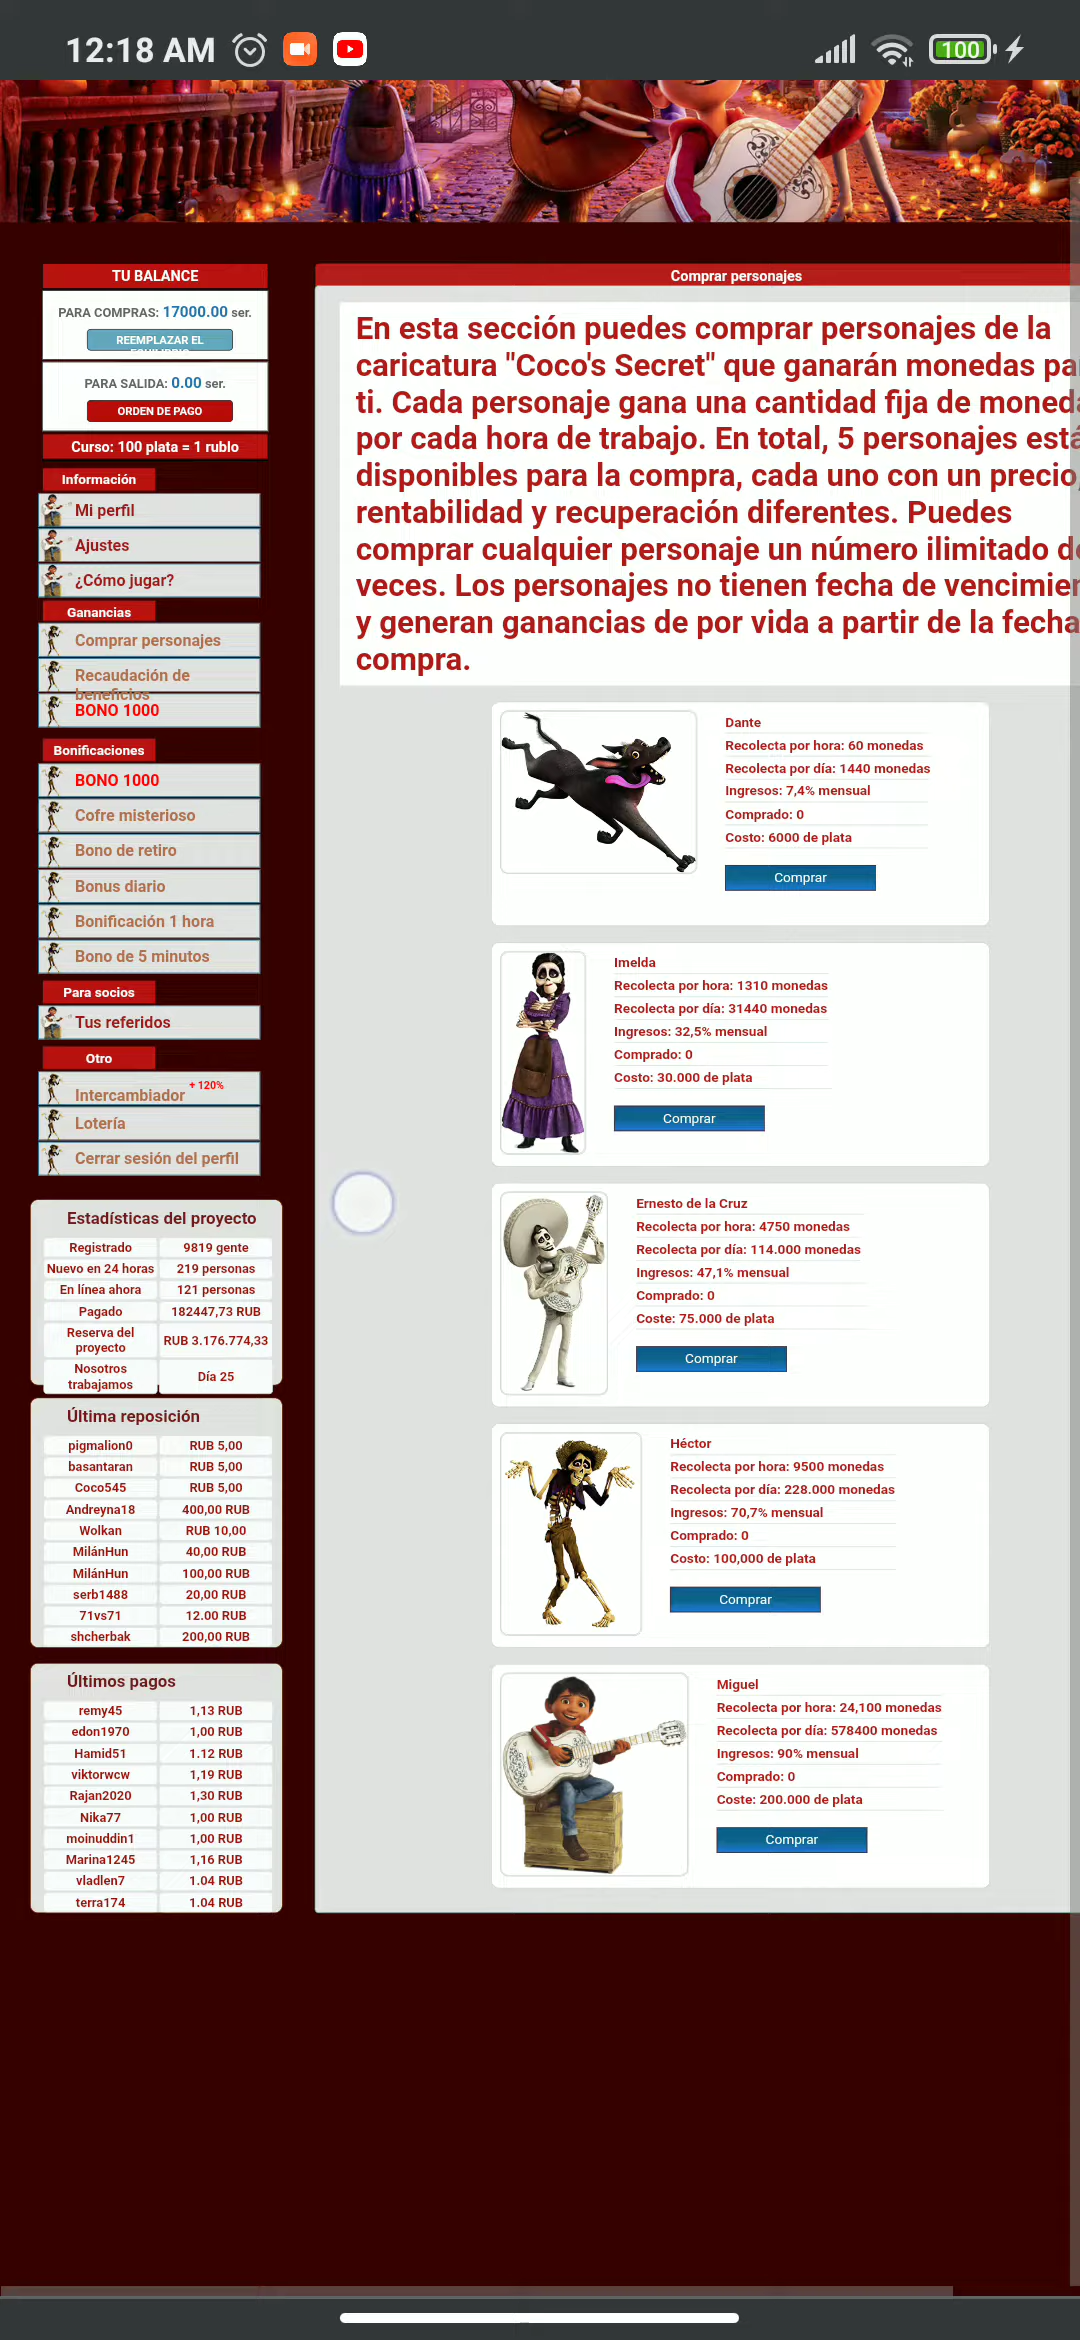 12:18 AM
100
TU BALANCE
PARA COMPRAS: 17000.00 ser.
REEMPLAZAR EL
PARA SALIDA: 0.00 ser.
ORDEN DE PAGO
Curso: 100 plata = 1 rublo
Información
Mi perfil
Ajustes
¿Cómo jugar?
Ganancias
Comprar personajes
Recaudación de
beneficios
BONO 1000
Bonificaciones
BONO 1000
Cofre misterioso
Bono de retiro
Bonus diario
Bonificación 1 hora
Bono de 5 minutos
Para socios
Tus referidos
Otro
Intercambiador + 120%
Lotería
Cerrar sesión del perfil
Estadísticas del proyecto
Registrado 9819 gente
Nuevo en 24 horas 219 personas
En línea ahora 121 personas
Pagado 182447,73 RUB
Reserva del
proyecto RUB 3.176.774,33
Nosotros
trabajamos Día 25
Última reposición
pigmalion0 RUB 5,00
basantaran RUB 5,00
Coco545 RUB 5,00
Andreyna18 400,00 RUB
Wolkan RUB 10,00
MilánHun 40,00 RUB
MilánHun 100,00 RUB
serb1488 20,00 RUB
71vs71 12.00 RUB
shcherbak 200,00 RUB
Últimos pagos
remy45 1,13 RUB
edon1970 1,00 RUB
Hamid51 1.12 RUB
viktorwcw 1,19 RUB
Rajan2020 1,30 RUB
Nika77 1,00 RUB
moinuddin1 1,00 RUB
Marina1245 1,16 RUB
vladlen7 1.04 RUB
terra174 1.04 RUB
Comprar personajes
En esta sección puedes comprar personajes de la
caricatura "Coco's Secret" que ganarán monedas pa
ti. Cada personaje gana una cantidad fija de moneda
por cada hora de trabajo. En total, 5 personajes está
disponibles para la compra, cada uno con un precio,
rentabilidad y recuperación diferentes. Puedes
comprar cualquier personaje un número ilimitado de
veces. Los personajes no tienen fecha de vencimien
y generan ganancias de por vida a partir de la fecha
compra.
Dante
Recolecta por hora: 60 monedas
Recolecta por día: 1440 monedas
Ingresos: 7,4% mensual
Comprado: 0
Costo: 6000 de plata
Comprar
Imelda
Recolecta por hora: 1310 monedas
Recolecta por día: 31440 monedas
Ingresos: 32,5% mensual
Comprado: 0
Costo: 30.000 de plata
Comprar
Ernesto de la Cruz
Recolecta por hora: 4750 monedas
Recolecta por día: 114.000 monedas
Ingresos: 47,1% mensual
Comprado: 0
Coste: 75.000 de plata
Comprar
Héctor
Recolecta por hora: 9500 monedas
Recolecta por día: 228.000 monedas
Ingresos: 70,7% mensual
Comprado: 0
Costo: 100,000 de plata
Comprar
Miguel
Recolecta por hora: 24,100 monedas
Recolecta por día: 578400 monedas
Ingresos: 90% mensual
Comprado: 0
Coste: 200.000 de plata
Comprar